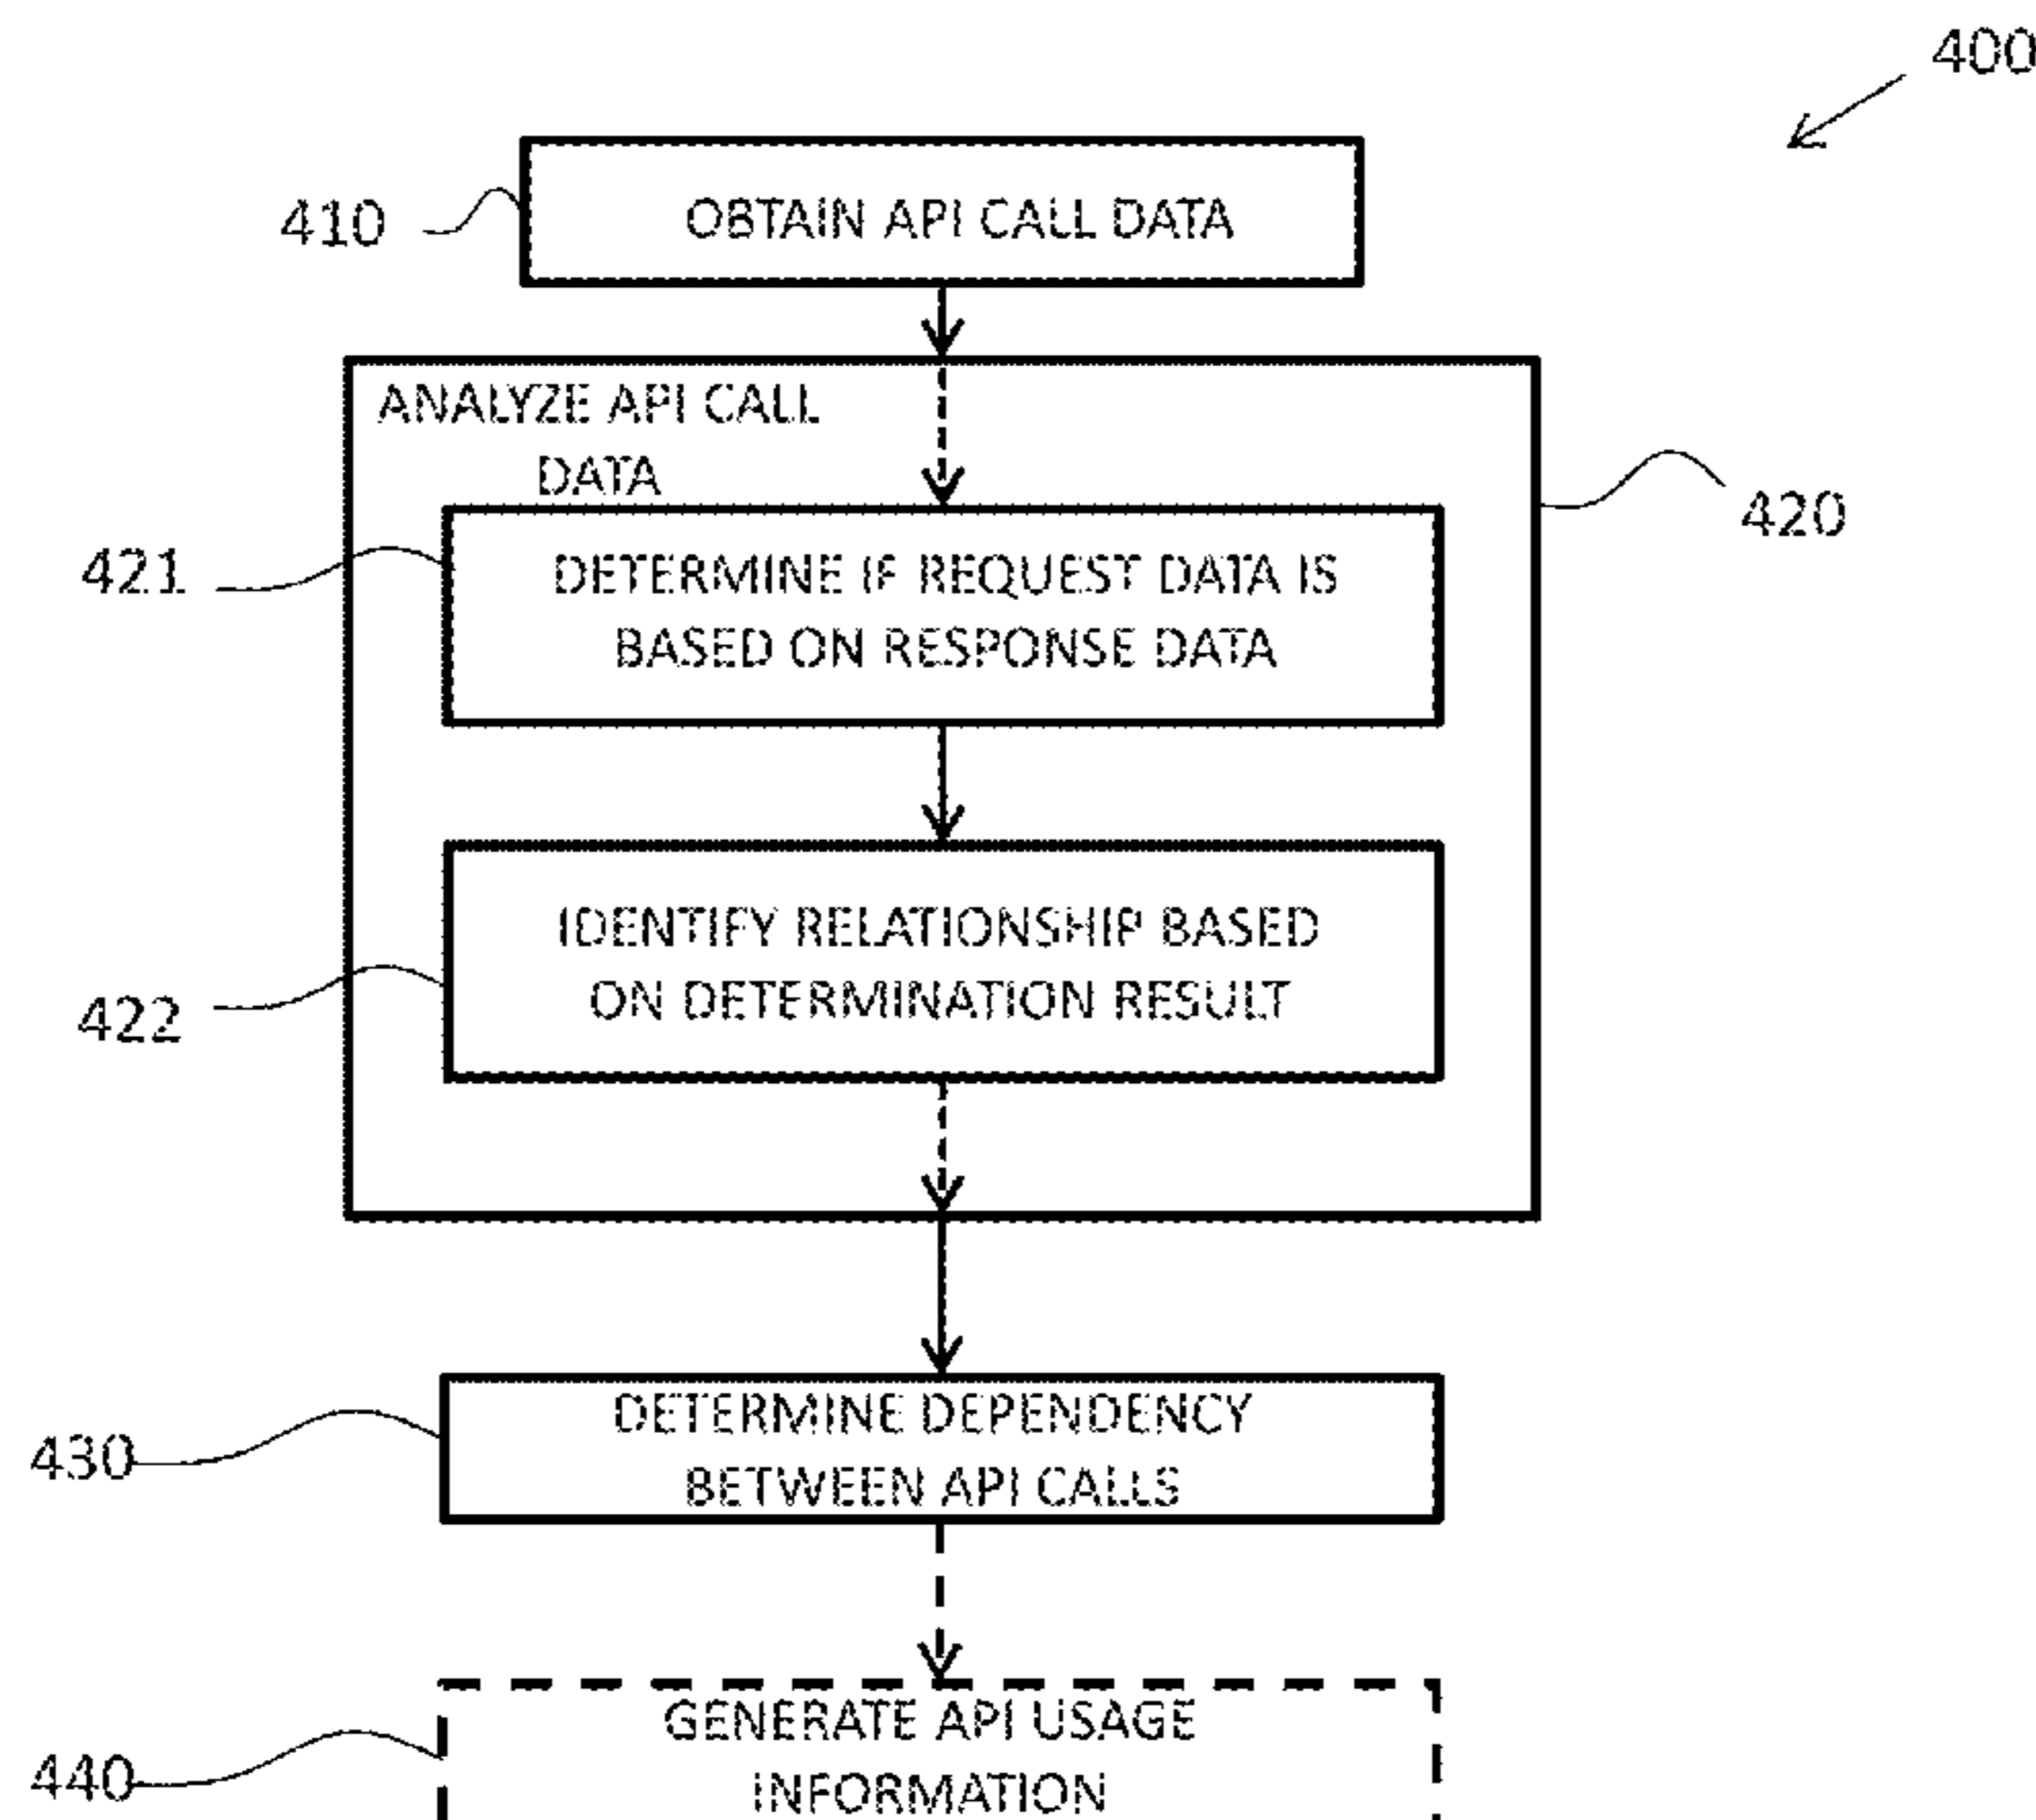 400
410
OBTAIN API CALL DATA
ANALYZE API CALL
DATA
420
421
DETERMINE IF REQUEST DATA IS
BASED ON RESPONSE DATA
422
IDENTIFY RELATIONSHIP BASED
ON DETERMINATION RESULT
430
DETERMINE DEPENDENCY
BETWEEN API CALLS
440
GENERATE API USAGE
INFORMATION